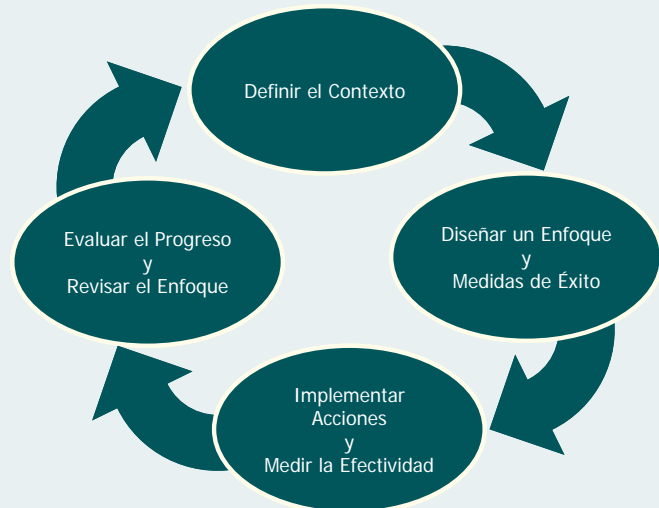 Definir el Contexto
Diseñar un Enfoque
y
Medidas de Éxito
Implementar
Acciones
y
Medir la Efectividad
Evaluar el Progreso
y
Revisar el Enfoque